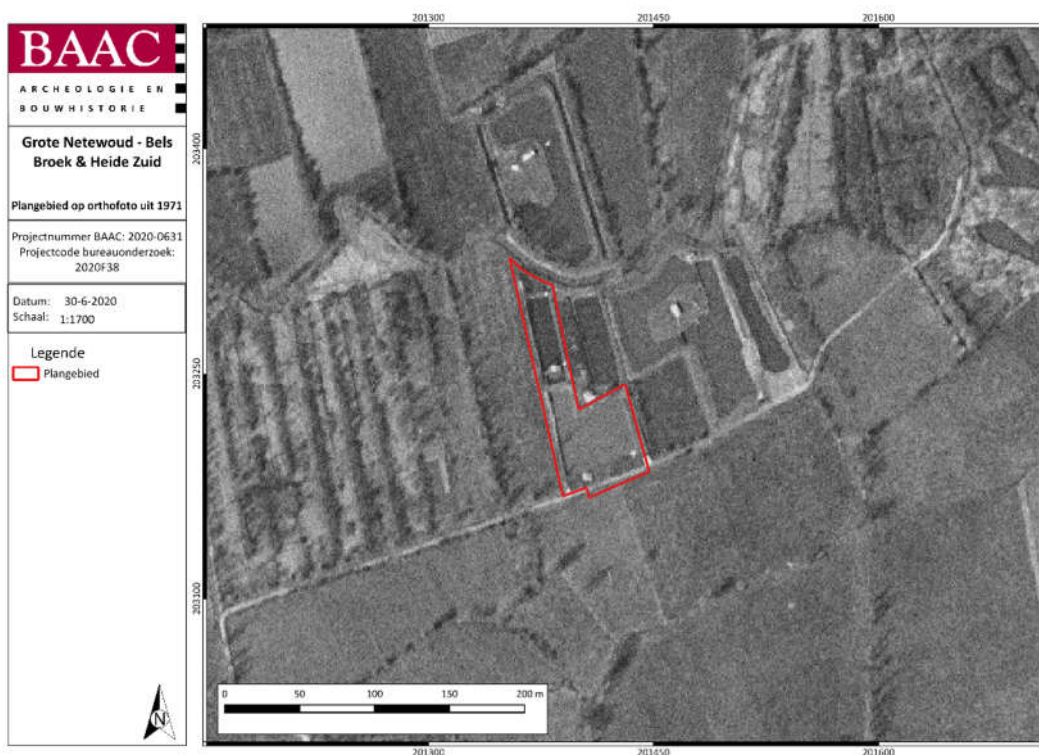 BAAC
ARCHEOLOGIE EN
BOUWHISTORIE
Grote Netewoud - Bels
Broek & Heide Zuid
Plangebied op orthofoto uit 1971
Projectnummer BAAC: 2020-0631
Projectcode bureauonderzoek:
2020F38
Datum: 30-6-2020
Schaal: 1:1700
Legende
Plangebied
N
201300 201450 201600
203400
203250
203100
0 50 100 150 200 m
201300 201450 201600